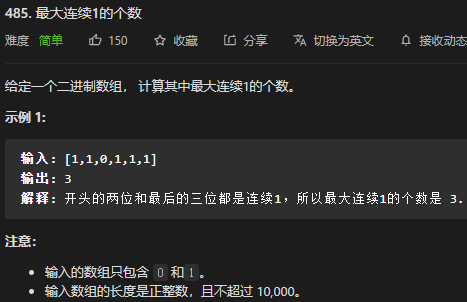 485. 最大连续1的个数
难度 简单 150 收藏 分享 切换为英文 接收动态
给定一个二进制数组， 计算其中最大连续1的个数。
示例 1:
输入: [1,1,0,1,1,1]
输出: 3
解释: 开头的两位和最后的三位都是连续1，所以最大连续1的个数是 3.
注意:
输入的数组只包含 0 和1。
输入数组的长度是正整数，且不超过 10,000。